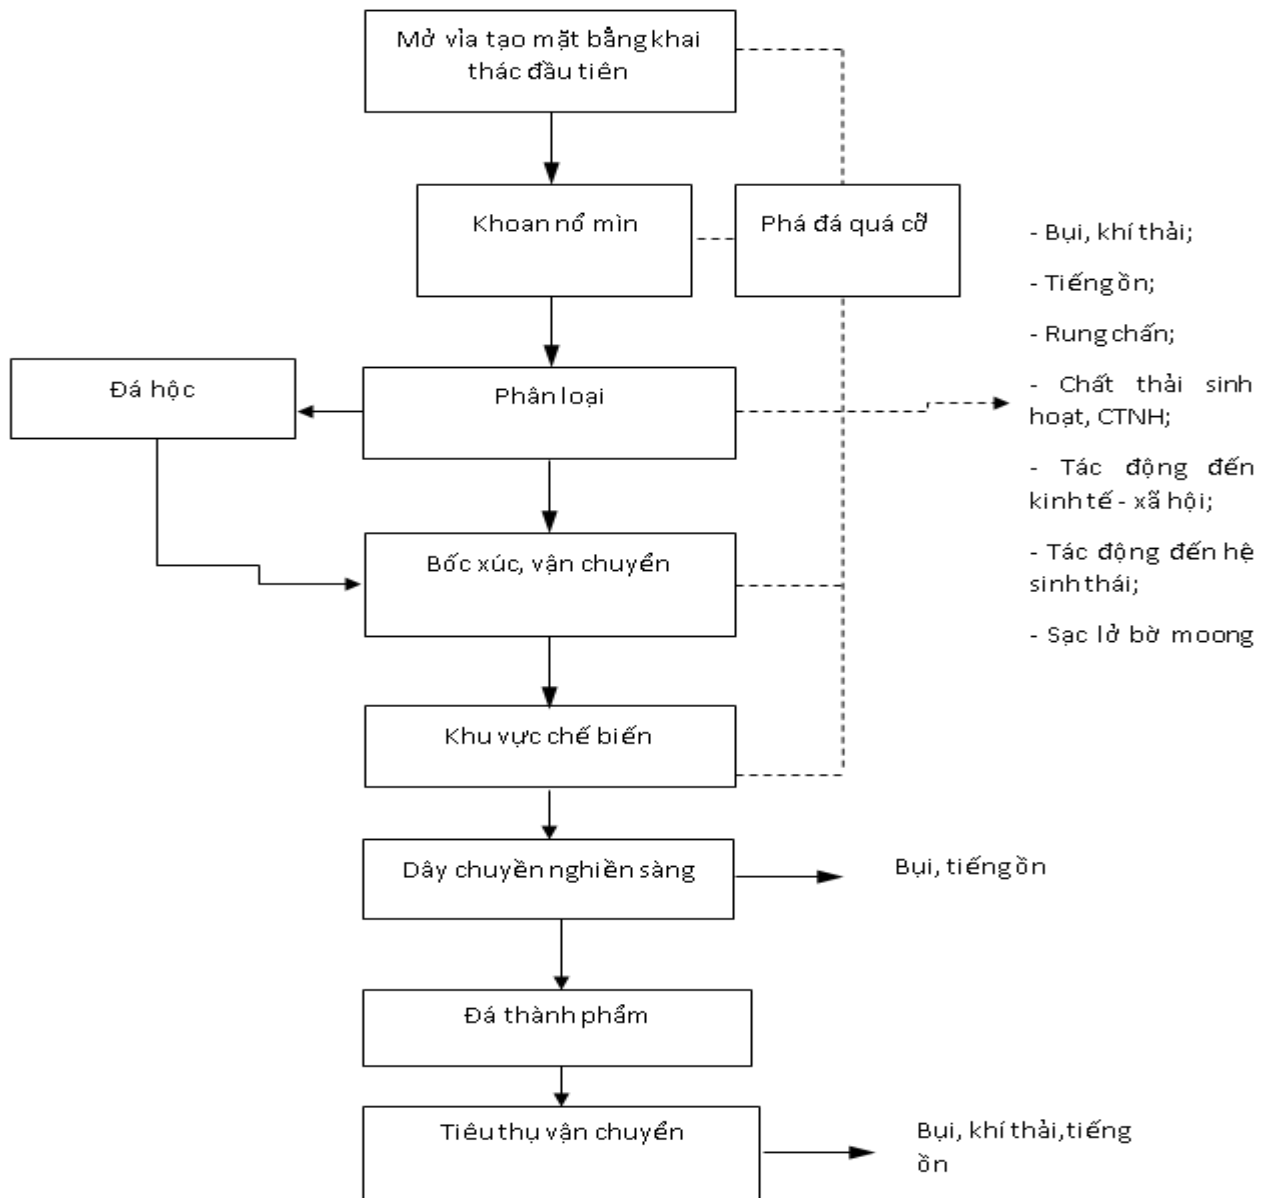 Mở vỉa tạo mặt bằng khai
thác đầu tiên
Khoan nổ mìn
Phá đá quá cỡ
- Bụi, khí thải;
- Tiếng ồn;
- Rung chấn;
- Chất thải sinh
hoạt, CTNH;
- Tác động đến
kinh tế - xã hội;
- Tác động đến hệ
sinh thái;
- Sạc lở bờ moong
Đá hộc
Phân loại
Bốc xúc, vận chuyển
Khu vực chế biến
Dây chuyền nghiền sàng
Bụi, tiếng ồn
Đá thành phẩm
Tiêu thụ vận chuyển
Bụi, khí thải, tiếng
ồn